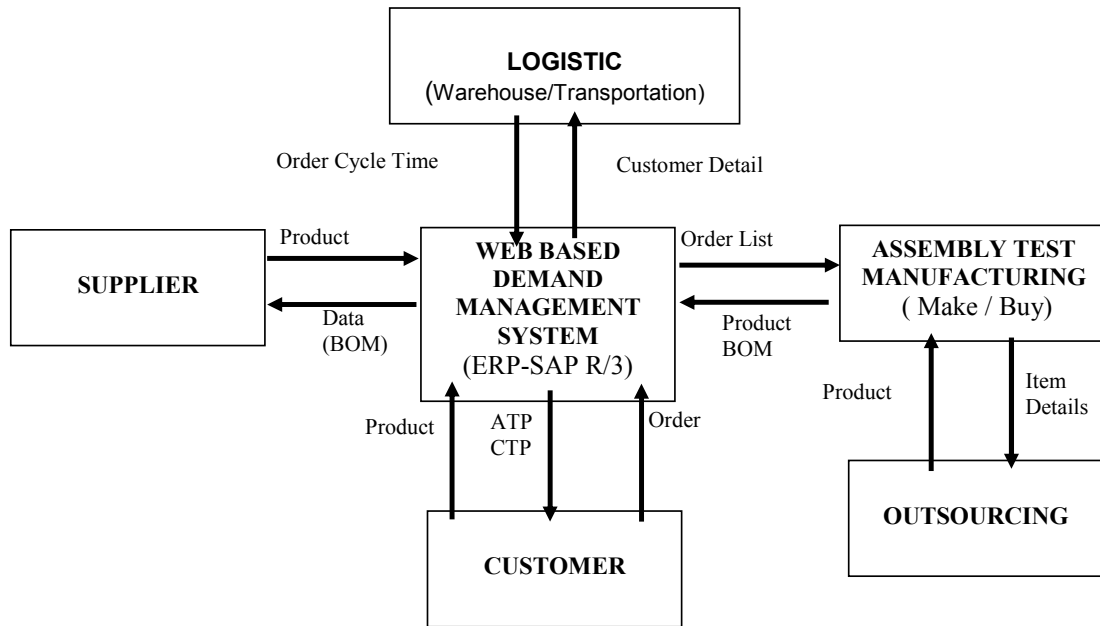 LOGISTIC
(Warehouse/Transportation)
Order Cycle Time
Customer Detail
Product
SUPPLIER
Data
(BOM)
WEB BASED
DEMAND
MANAGEMENT
SYSTEM
(ERP-SAP R/3)
Order List
Product
BOM
ASSEMBLY TEST
MANUFACTURING
( Make / Buy)
Product
ATP
CTP
Order
Product
Item
Details
CUSTOMER
OUTSOURCING